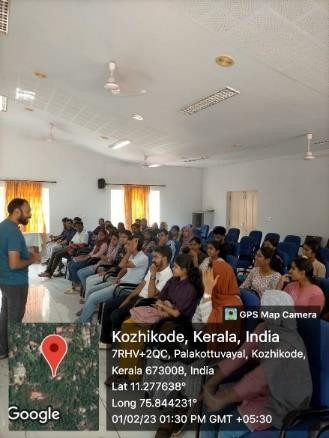 GPS Map Camera
Kozhikode, Kerala, India
7RHV+2QC, Palakottuvayal, Kozhikode,
Kerala 673008, India
Lat 11.277638°
Long 75.844231°
01/02/23 01:30 PM GMT +05:30
Google